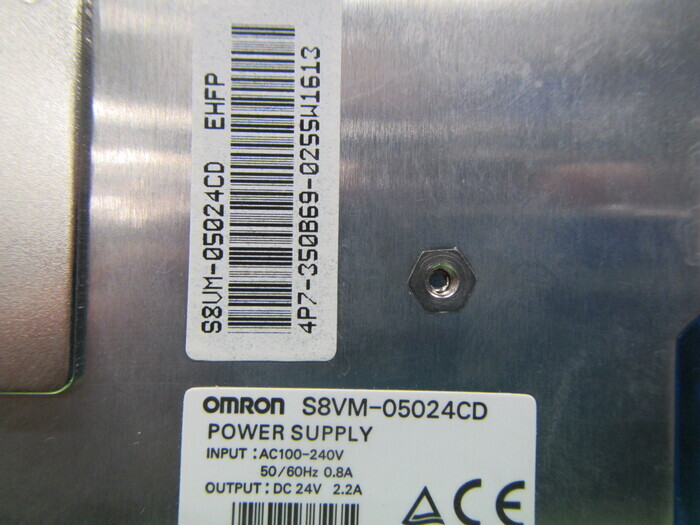 S8VM-05024CD EHFP
4P7-350B69-0255W1613
OMRON S8VM-05024CD
POWER SUPPLY
INPUT : AC100-240V
50/60Hz 0.8A
OUTPUT : DC 24V 2.2A
CE